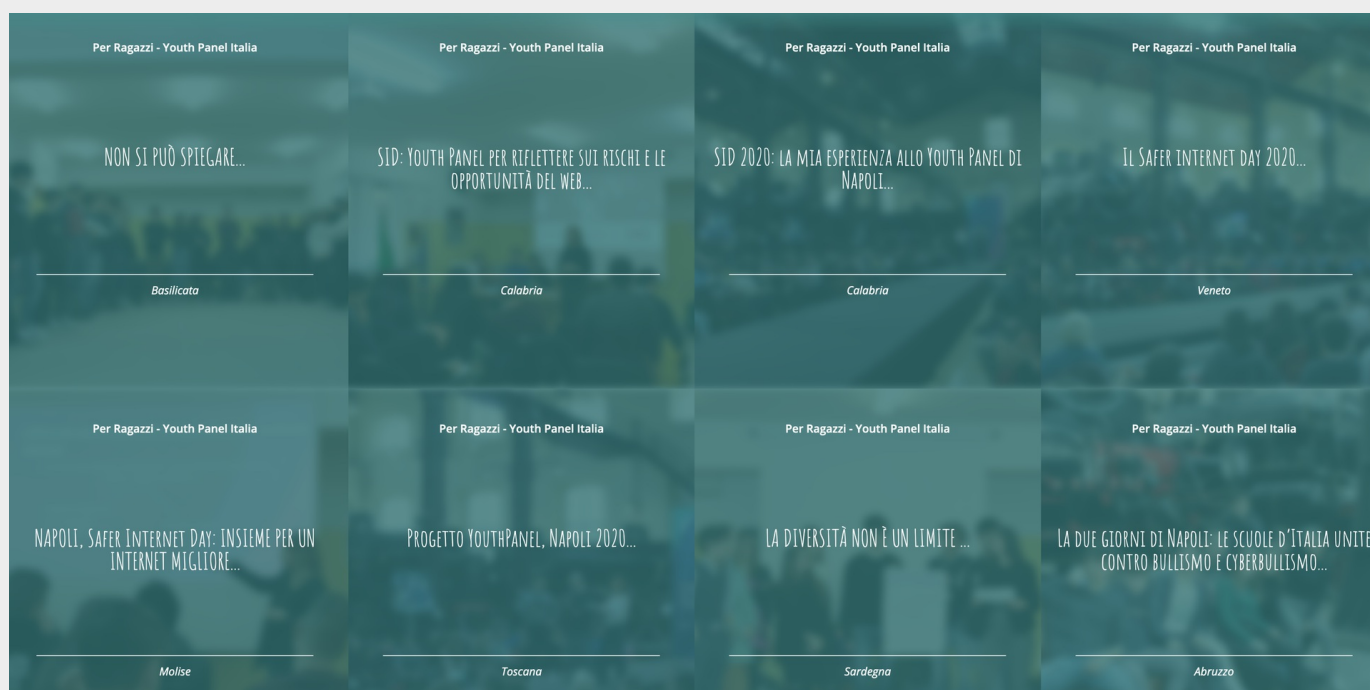 Per Ragazzi - Youth Panel Italia
NON SI PUÒ SPIEGARE...
Basilicata
Per Ragazzi - Youth Panel Italia
SID: Youth Panel per riflettere sui rischi e le
opportunità del web...
Calabria
Per Ragazzi - Youth Panel Italia
SID 2020: la mia esperienza allo Youth Panel di
Napoli...
Calabria
Per Ragazzi - Youth Panel Italia
Il Safer internet day 2020...
Veneto
Per Ragazzi - Youth Panel Italia
NAPOLI, Safer Internet Day: INSIEME PER UN
INTERNET MIGLIORE...
Molise
Per Ragazzi - Youth Panel Italia
Progetto YouthPanel, Napoli 2020...
Toscana
Per Ragazzi - Youth Panel Italia
LA DIVERSITÀ NON È UN LIMITE ...
Sardegna
Per Ragazzi - Youth Panel Italia
La due giorni di Napoli: le scuole d'Italia unite
contro bullismo e cyberbullismo...
Abruzzo